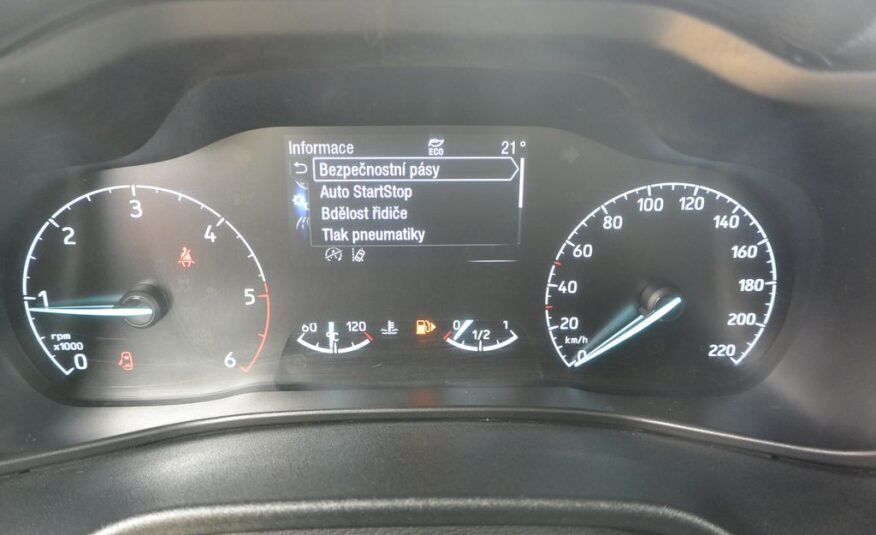 Informace
ECO
21°
Bezpečnostní pásy
Auto StartStop
Bdělost řidiče
Tlak pneumatiky
0
1
2
3
4
5
6
rpm
x1000
60
120
°C
0
1/2
1
0
20
40
60
80
100
120
140
160
180
200
220
km/h